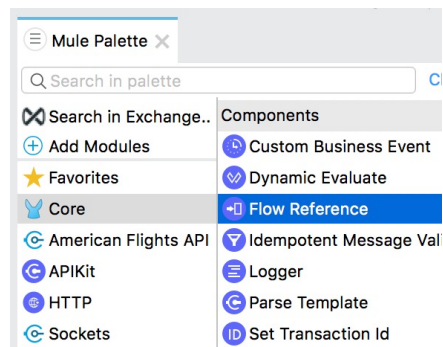 Mule Palette
Search in palette
Search in Exchange..
Add Modules
Favorites
Core
American Flights API
APIKit
HTTP
Sockets
Components
Custom Business Event
Dynamic Evaluate
Flow Reference
Idempotent Message Vali
Logger
Parse Template
ID Set Transaction Id